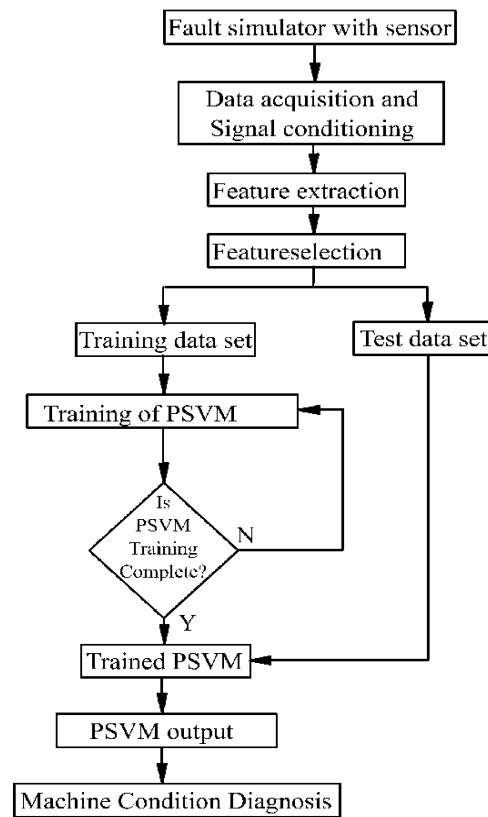 Fault simulator with sensor
Data acquisition and
Signal conditioning
Feature extraction
Featureselection
Training data set
Test data set
Training of PSVM
Is
PSVM
Training
Complete?
N
Y
Trained PSVM
PSVM output
Machine Condition Diagnosis